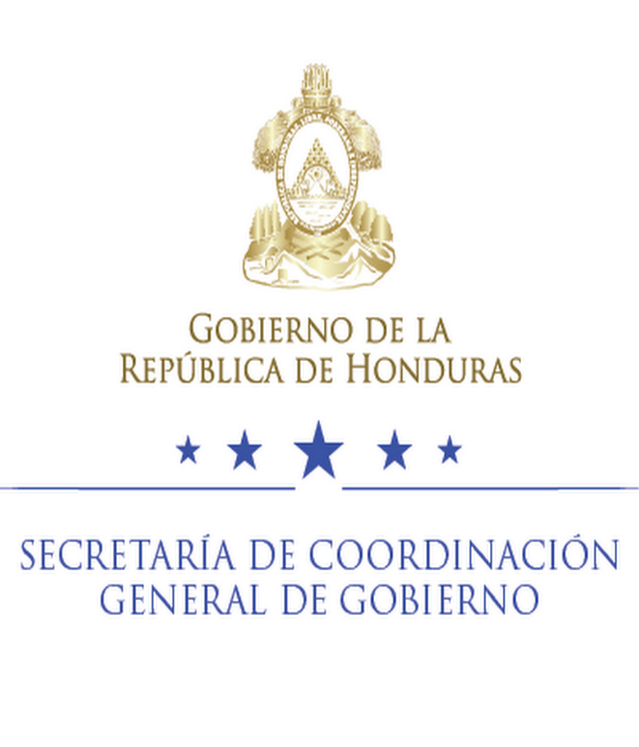 GOBIERNO DE LA
REPÚBLICA DE HONDURAS
SECRETARÍA DE COORDINACIÓN
GENERAL DE GOBIERNO